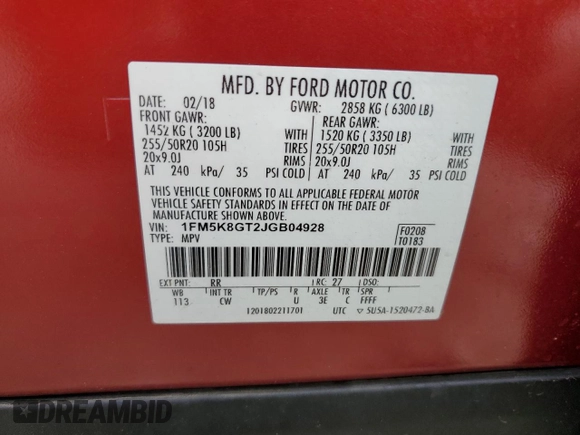 MFD. BY FORD MOTOR CO.
DATE: 02/18 GVWR: 2858 KG ( 6300 LB)
FRONT GAWR: REAR GAWR:
1452 KG ( 3200 LB) WITH 1520 KG ( 3350 LB) WITH
255/50R20 105H TIRES 255/50R20 105H TIRES
20x9.0J RIMS 20x9.0J RIMS
AT 240 kPa/ 35 PSI COLD AT 240 kPa/ 35 PSI COLD
THIS VEHICLE CONFORMS TO ALL APPLICABLE FEDERAL MOTOR
VEHICLE SAFETY STANDARDS IN EFFECT ON THE DATE OF
MANUFACTURE SHOWN ABOVE.
VIN: 1FM5K8GT2JGB04928 F0208
TYPE: MPV T0183
EXT PNT: RR RC: 27 DSO:
WB INT TR TP/PS R AXLE TR SPR
113 CW U 3E C FFFF
1201802211701 UTC ▽ 5U5A-1520472-BA
DREAMBID